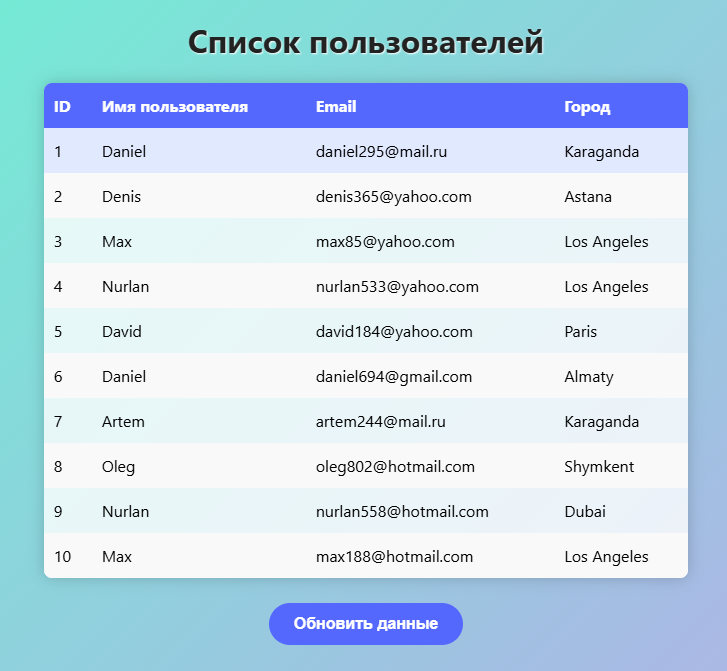 Список пользователей
ID Имя пользователя Email Город
1 Daniel daniel295@mail.ru Karaganda
2 Denis denis365@yahoo.com Astana
3 Max max85@yahoo.com Los Angeles
4 Nurlan nurlan533@yahoo.com Los Angeles
5 David david184@yahoo.com Paris
6 Daniel daniel694@gmail.com Almaty
7 Artem artem244@mail.ru Karaganda
8 Oleg oleg802@hotmail.com Shymkent
9 Nurlan nurlan558@hotmail.com Dubai
10 Max max188@hotmail.com Los Angeles
Обновить данные